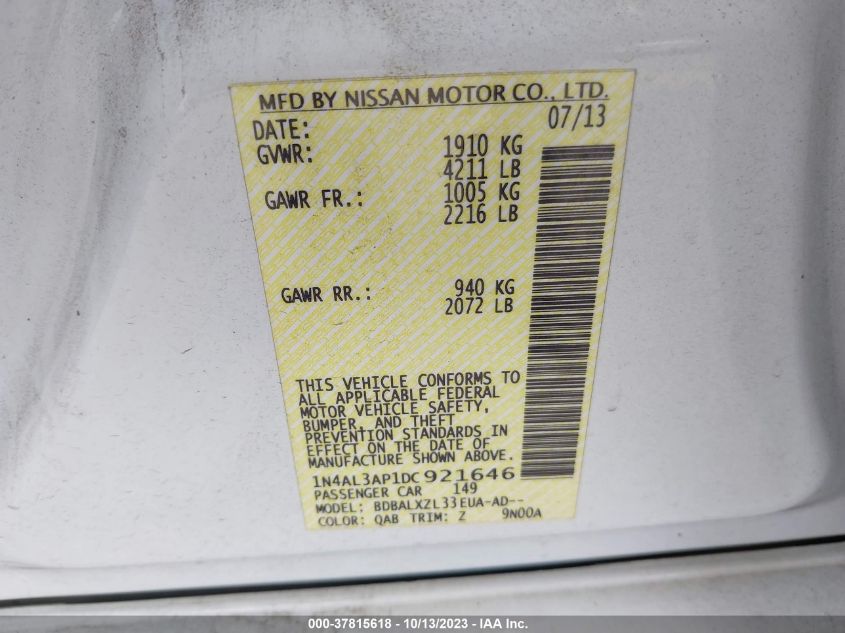 MFD BY NISSAN MOTOR CO., LTD.
DATE: 07/13
GVWR: 1910 KG
4211 LB
GAWR FR.: 1005 KG
2216 LB
GAWR RR.: 940 KG
2072 LB
THIS VEHICLE CONFORMS TO
ALL APPLICABLE FEDERAL
MOTOR VEHICLE SAFETY,
BUMPER, AND THEFT
PREVENTION STANDARDS IN
EFFECT ON THE DATE OF
MANUFACTURE SHOWN ABOVE.
1N4AL3AP1DC921646
PASSENGER CAR 149
MODEL: BDBALXZL33EUA-AD--
COLOR: QAB TRIM: Z 9N00A
000-37815618 - 10/13/2023 - IAA Inc.